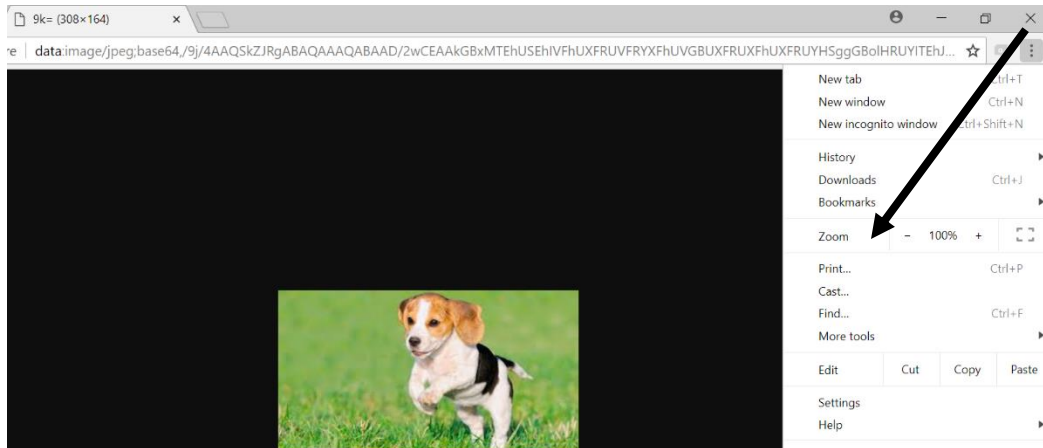 9k= (308×164)
re data:image/jpeg;base64,/9j/4AAQSkZJRgABAQAAAQABAAD/2wCEAAkGBxMTEhUSEhIVFhUXFRUVFRYXFhUVGBUXFRUXFhUXFRUYHSggGBolHRUYITEhJ...
New tab Ctrl+T
New window Ctrl+N
New incognito window Ctrl+Shift+N
History
Downloads Ctrl+J
Bookmarks
Zoom - 100% +
Print... Ctrl+P
Cast...
Find... Ctrl+F
More tools
Edit Cut Copy Paste
Settings
Help